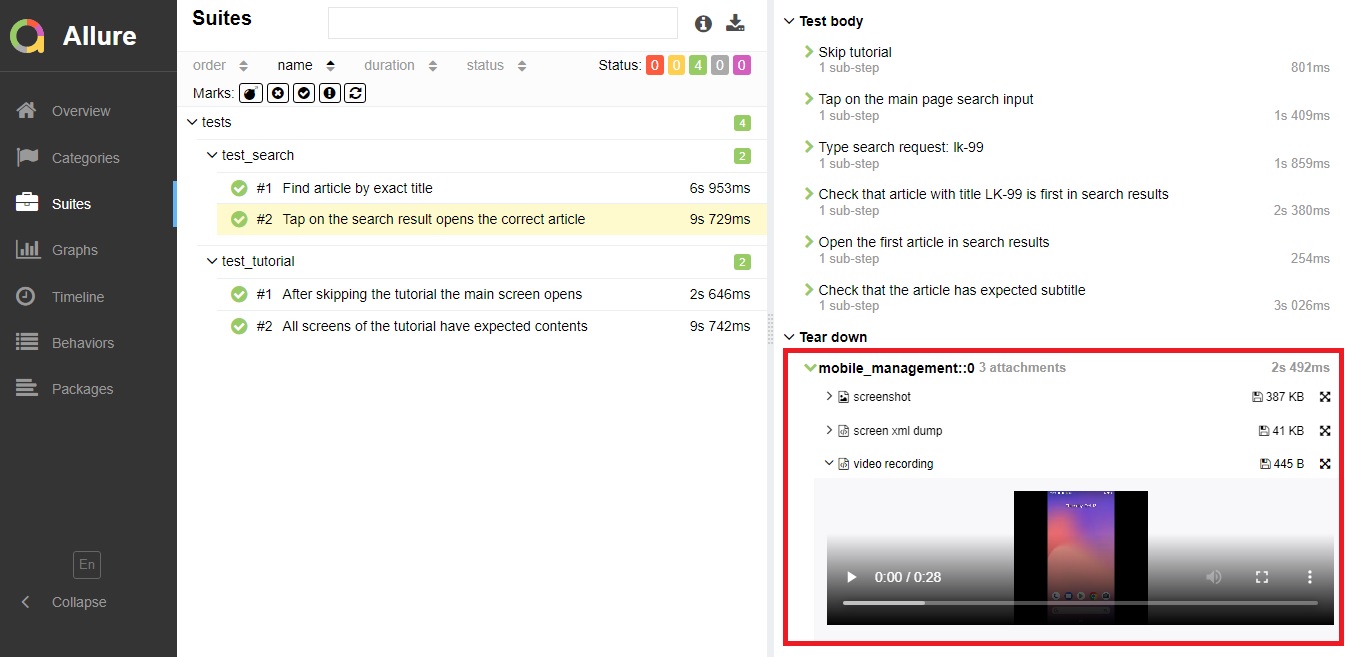 Allure
Overview
Categories
Suites
Graphs
Timeline
Behaviors
Packages
En
Collapse
Suites
order name duration status Status: 0 0 4 0 0
Marks:
tests 4
test_search 2
#1 Find article by exact title 6s 953ms
#2 Tap on the search result opens the correct article 9s 729ms
test_tutorial 2
#1 After skipping the tutorial the main screen opens 2s 646ms
#2 All screens of the tutorial have expected contents 9s 742ms
Test body
Skip tutorial
1 sub-step 801ms
Tap on the main page search input
1 sub-step 1s 409ms
Type search request: lk-99
1 sub-step 1s 859ms
Check that article with title LK-99 is first in search results
1 sub-step 2s 380ms
Open the first article in search results
1 sub-step 254ms
Check that the article has expected subtitle
1 sub-step 3s 026ms
Tear down
mobile_management::0 3 attachments 2s 492ms
screenshot 387 KB
screen xml dump 41 KB
video recording 445 B
0:00 / 0:28